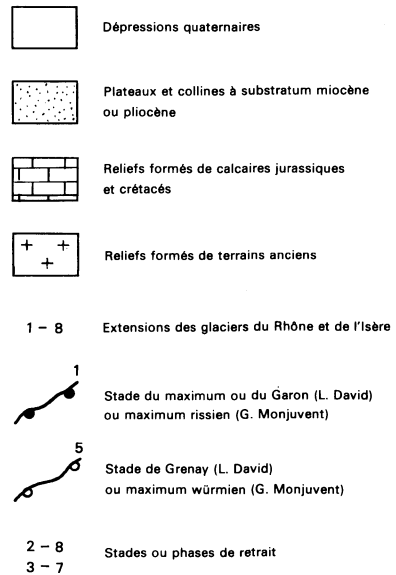 Dépressions quaternaires
Plateaux et collines à substratum miocène
ou pliocène
Reliefs formés de calcaires jurassiques
et crétacés
Reliefs formés de terrains anciens
1 – 8 Extensions des glaciers du Rhône et de l'Isère
1
Stade du maximum ou du Garon (L. David)
ou maximum rissien (G. Monjuvent)
5
Stade de Grenay (L. David)
ou maximum würmien (G. Monjuvent)
2 – 8
3 – 7
Stades ou phases de retrait